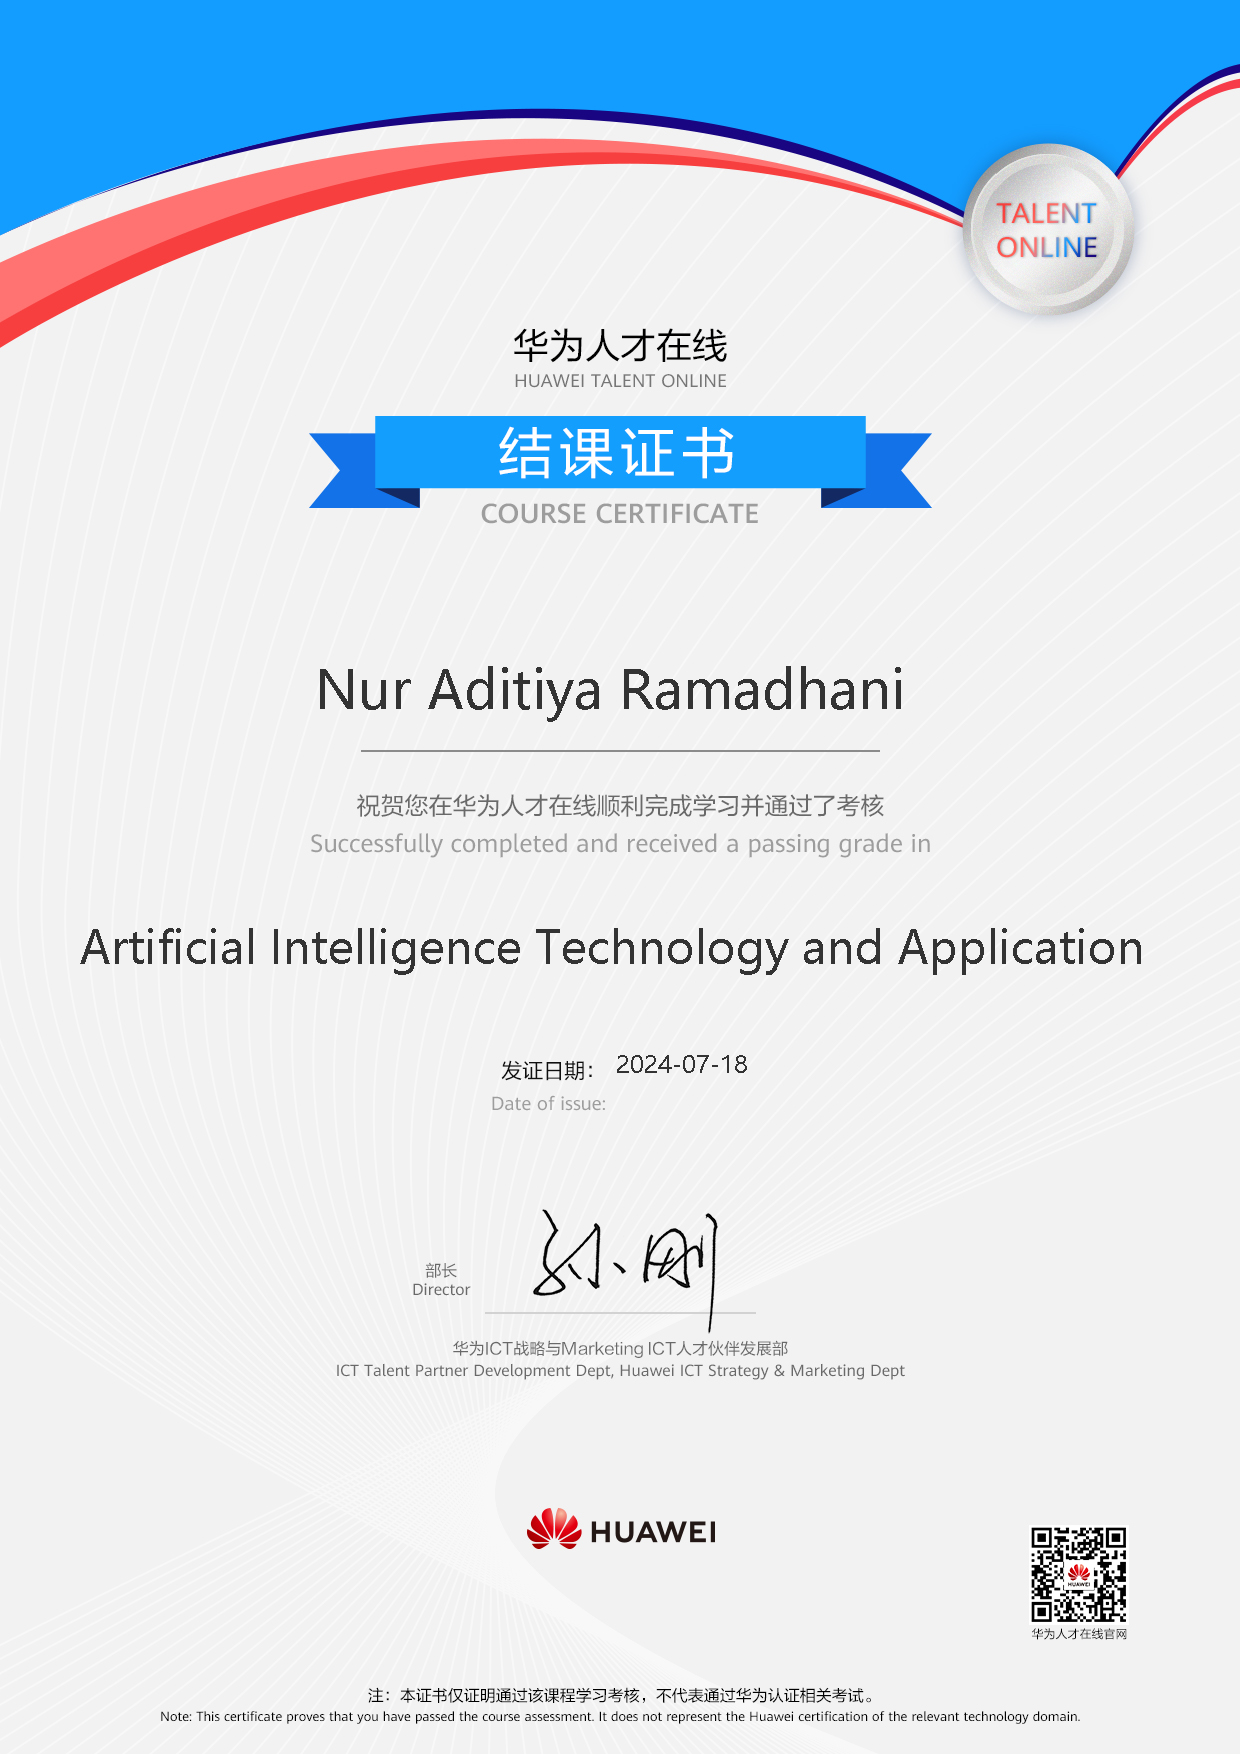 TALENT
ONLINE
华为人才在线
HUAWEI TALENT ONLINE
结课证书
COURSE CERTIFICATE
Nur Aditiya Ramadhani
祝贺您在华为人才在线顺利完成学习并通过了考核
Successfully completed and received a passing grade in
Artificial Intelligence Technology and Application
发证日期： 2024-07-18
Date of issue:
孙刚
部长
Director
华为ICT战略与Marketing ICT人才伙伴发展部
ICT Talent Partner Development Dept, Huawei ICT Strategy & Marketing Dept
HUAWEI
HUAWEI
华为人才在线官网
注：本证书仅证明通过该课程学习考核，不代表通过华为认证相关考试。
Note: This certificate proves that you have passed the course assessment. It does not represent the Huawei certification of the relevant technology domain.